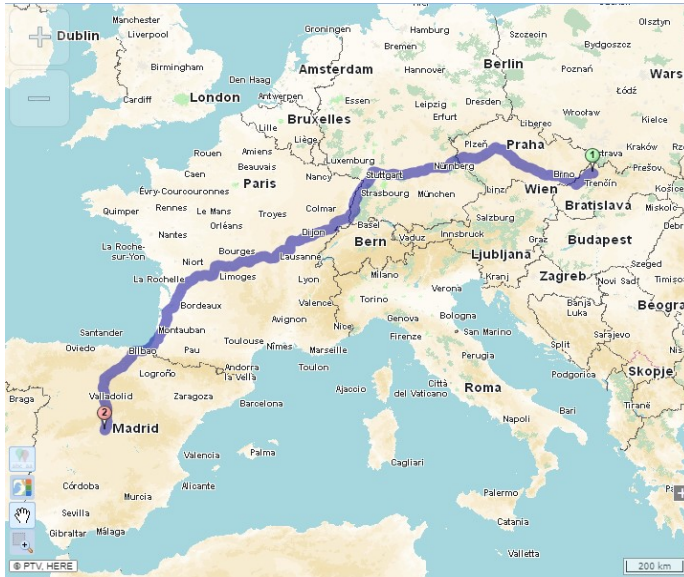 Manchester
Olsztyn
Dublin
Liverpool
Groningen
Hamburg
Szczecin
Bydgoszcz
Bremen
Birmingham
Amsterdam
Hannover
Berlin
Poznań
Wars
Den Haag
Cardiff
London
Antwerpen
Essen
Leipzig
Dresden
Łódź
Bruxelles
Erfurt
Wrocław
Kielce
Lille
Liège
Liberec
Amiens
Luxemburg
Plzeň
Praha
1
trava
Kraków
Rouen
Beauvais
Nürnberg
Prešov
Caen
Paris
Nancy
Stuttgart
Brno
Trenčín
Évry-Courcouronnes
Strasbourg
München
Linz
Wien
Košice
Quimper
Rennes
Le Mans
Troyes
Colmar
Bratislava
Miskolc
Orléans
Salzburg
Nantes
Dijon
Basel
Bern
Vaduz
Innsbruck
Graz
Budapest
La Roche-
sur-Yon
Bourges
Lausanne
Ljubljana
Niort
Szeged
La Rochelle
Limoges
Lyon
Milano
Kranj
Zagreb
Novi Sad
Torino
Verona
Bordeaux
Valence
Banja
Luka
Avignon
Genova
Bologna
Santander
Montauban
Nice
San Marino
Sarajevo
Oviedo
Bilbao
Pau
Toulouse
Nîmes
Marseille
Firenze
Split
Logroño
Andorra
la Vella
Toulon
Perugia
Podgorica
Skopje
Braga
Valladolid
Zaragoza
Ajaccio
Città
del Vaticano
Roma
Barcelona
Tiranë
2
Madrid
Napoli
Bari
Valencia
Palma
Cagliari
Córdoba
Alicante
Murcia
Palermo
Sevilla
Catania
Gibraltar
Málaga
Valletta
© PTV, HERE
200 km